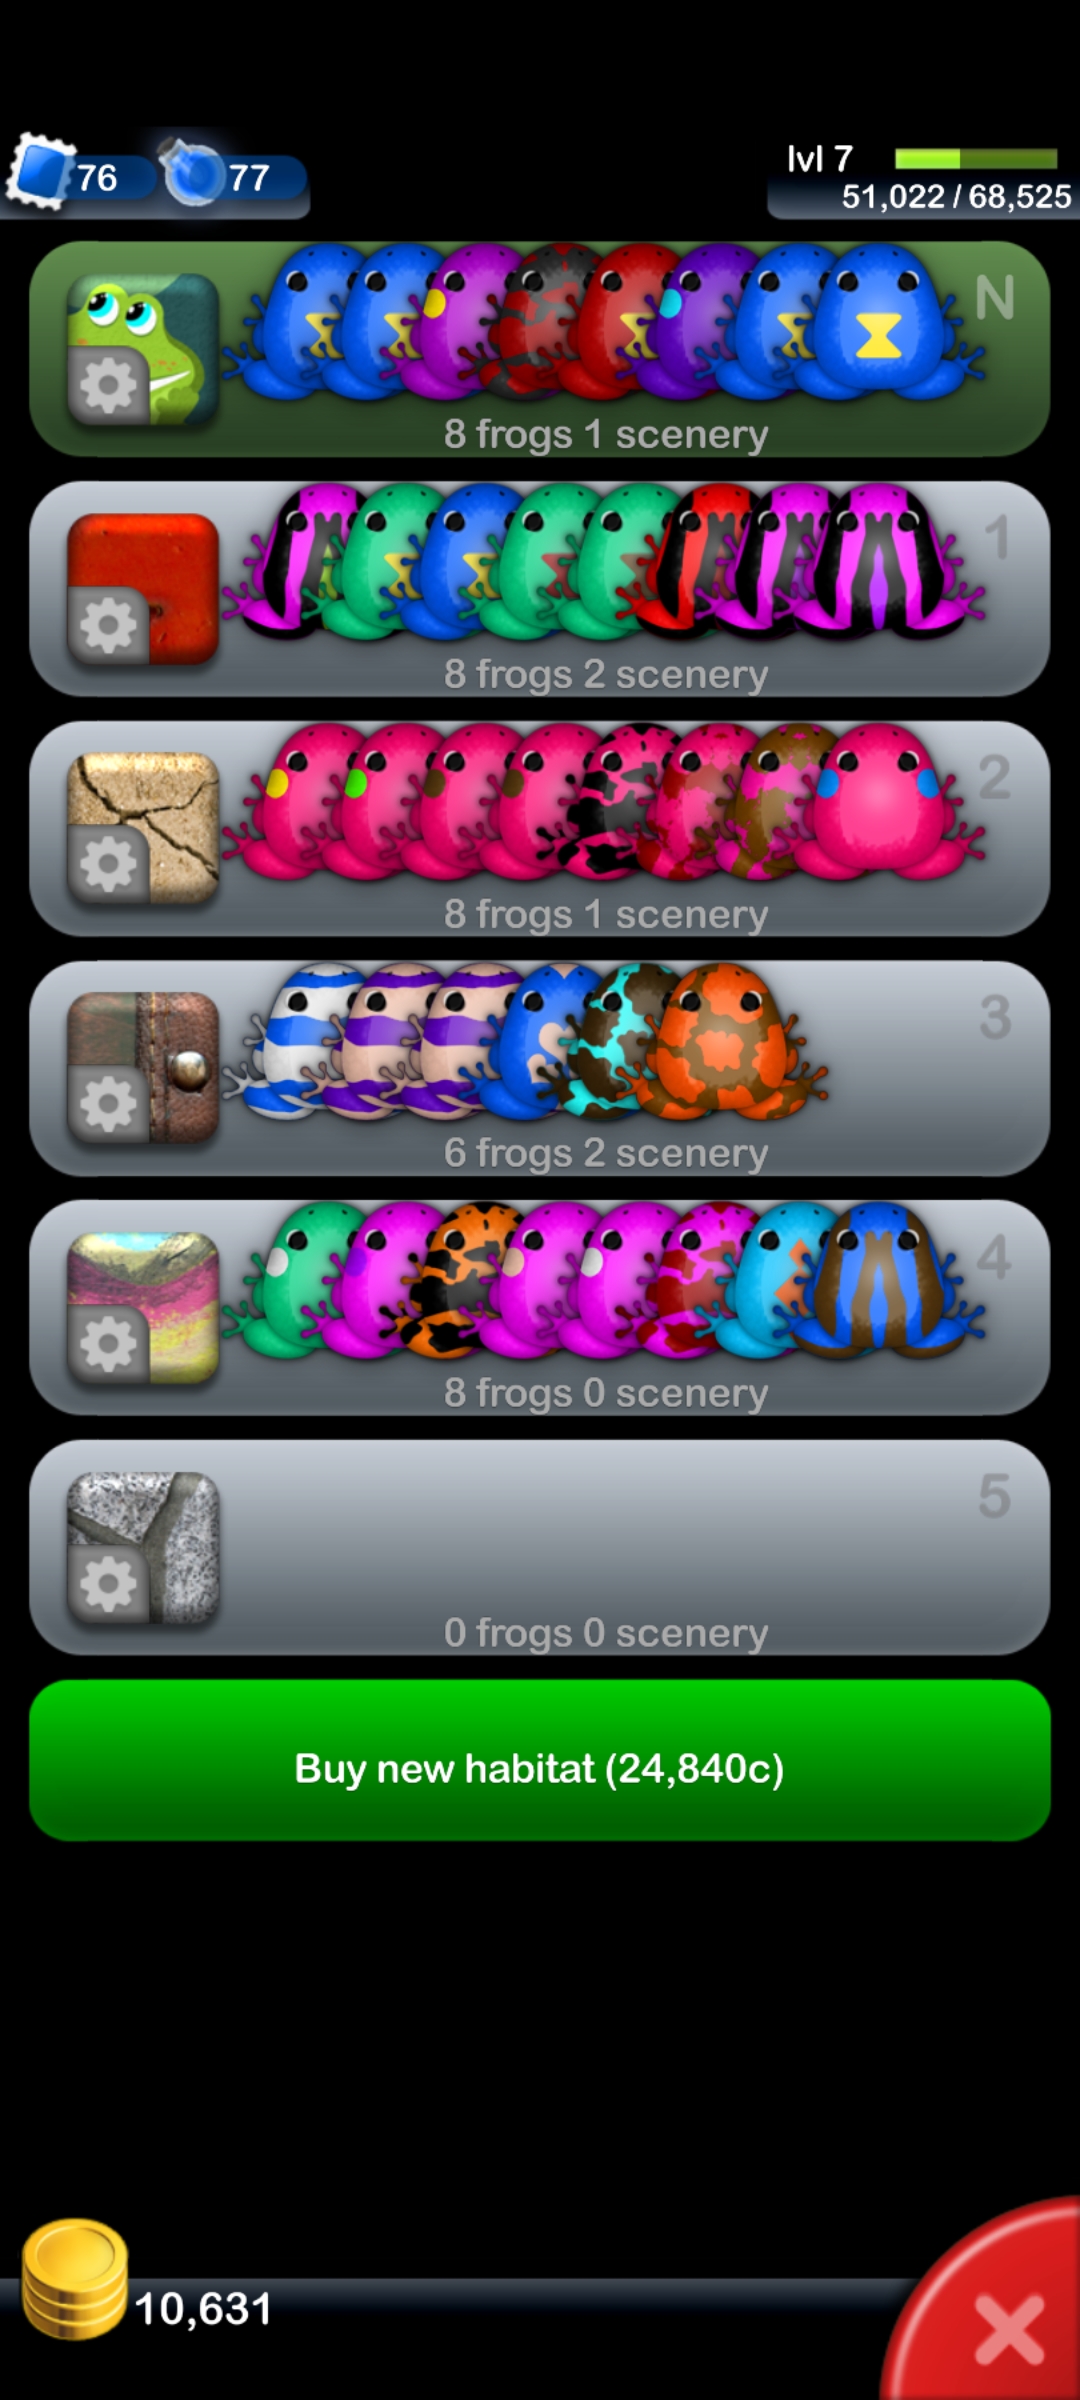 76
77
lvl 7
51,022 / 68,525
N
8 frogs 1 scenery
1
8 frogs 2 scenery
2
8 frogs 1 scenery
3
6 frogs 2 scenery
4
8 frogs 0 scenery
5
0 frogs 0 scenery
Buy new habitat (24,840c)
10,631